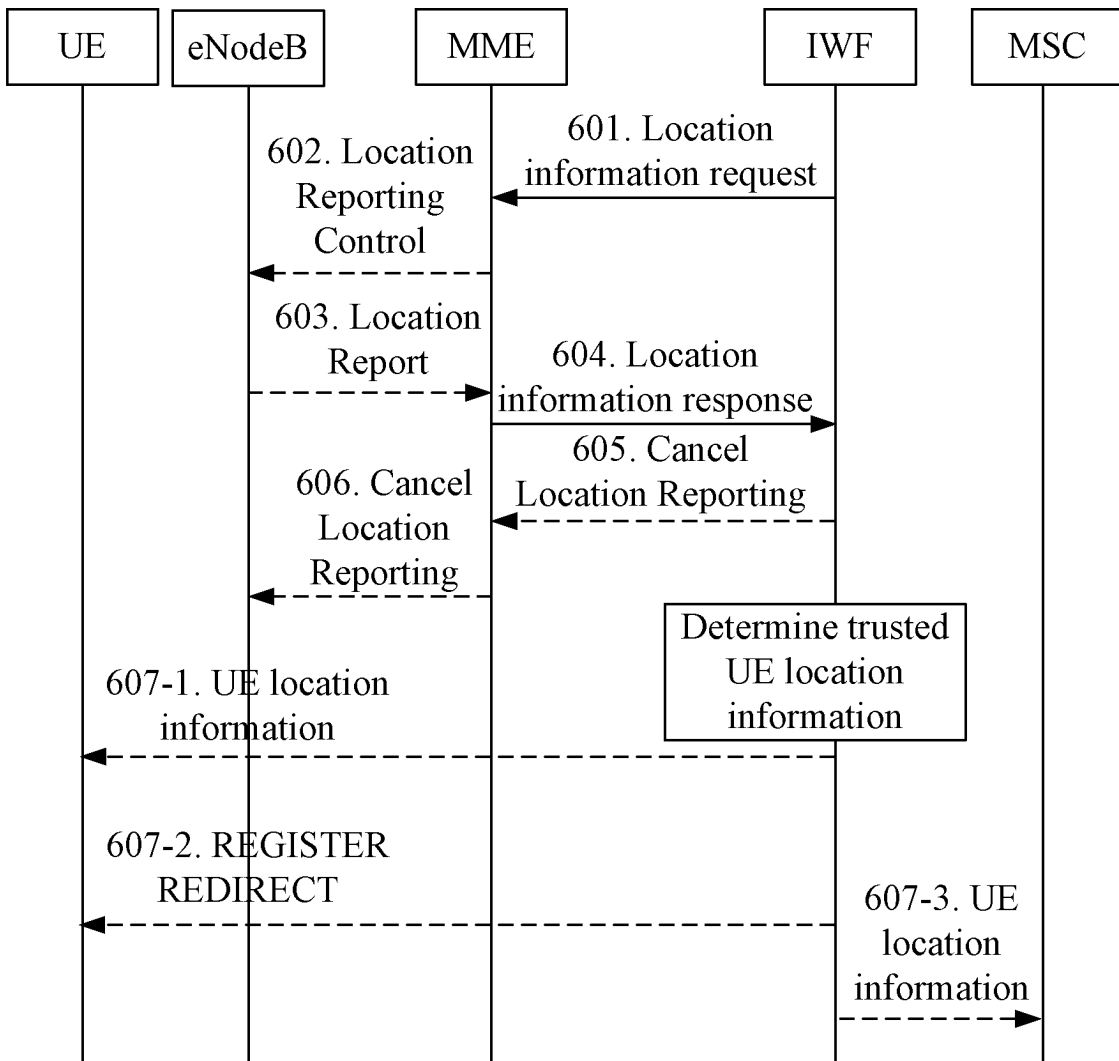 UE
eNodeB
MME
IWF
MSC
601. Location
information request
602. Location
Reporting
Control
603. Location
Report
604. Location
information response
605. Cancel
Location Reporting
606. Cancel
Location
Reporting
Determine trusted
UE location
information
607-1. UE location
information
607-2. REGISTER
REDIRECT
607-3. UE
location
information